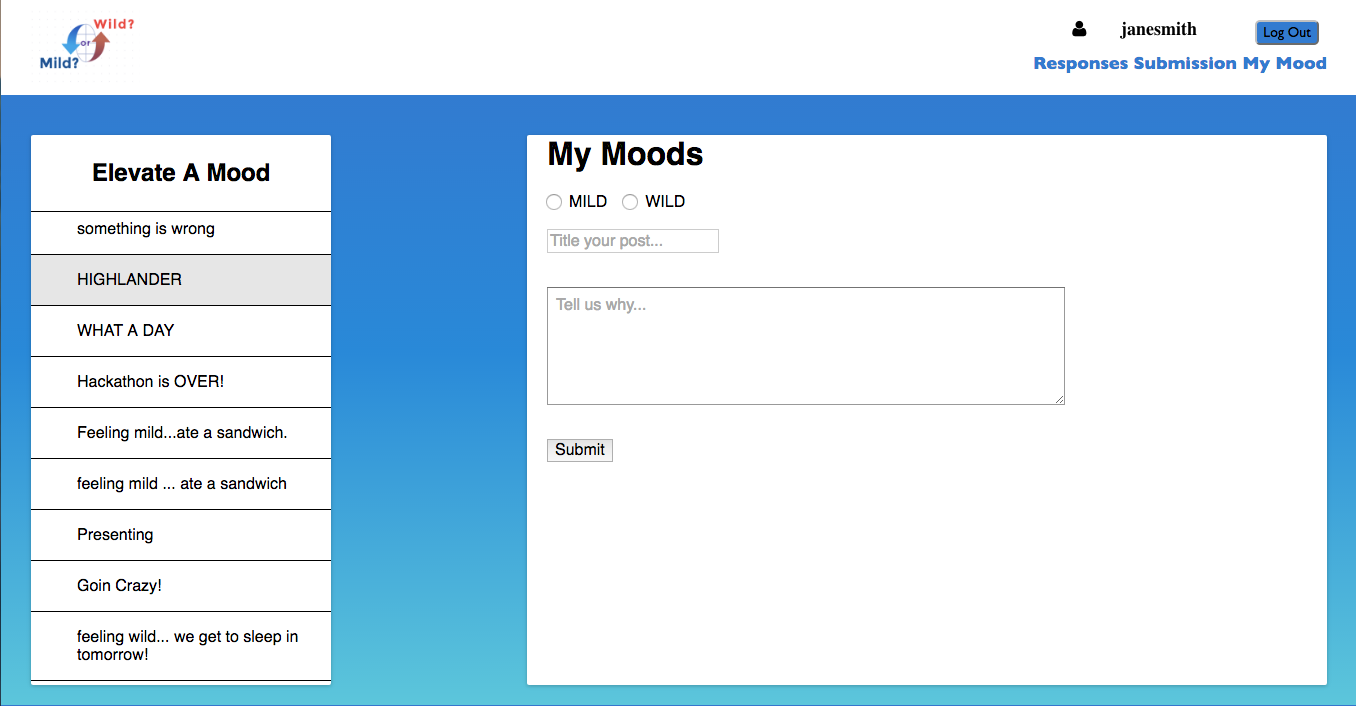 Wild?
or
Mild?
janesmith
Log Out
Responses Submission My Mood
Elevate A Mood
something is wrong
HIGHLANDER
WHAT A DAY
Hackathon is OVER!
Feeling mild...ate a sandwich.
feeling mild ... ate a sandwich
Presenting
Goin Crazy!
feeling wild... we get to sleep in
tomorrow!
My Moods
MILD WILD
Title your post...
Tell us why...
Submit